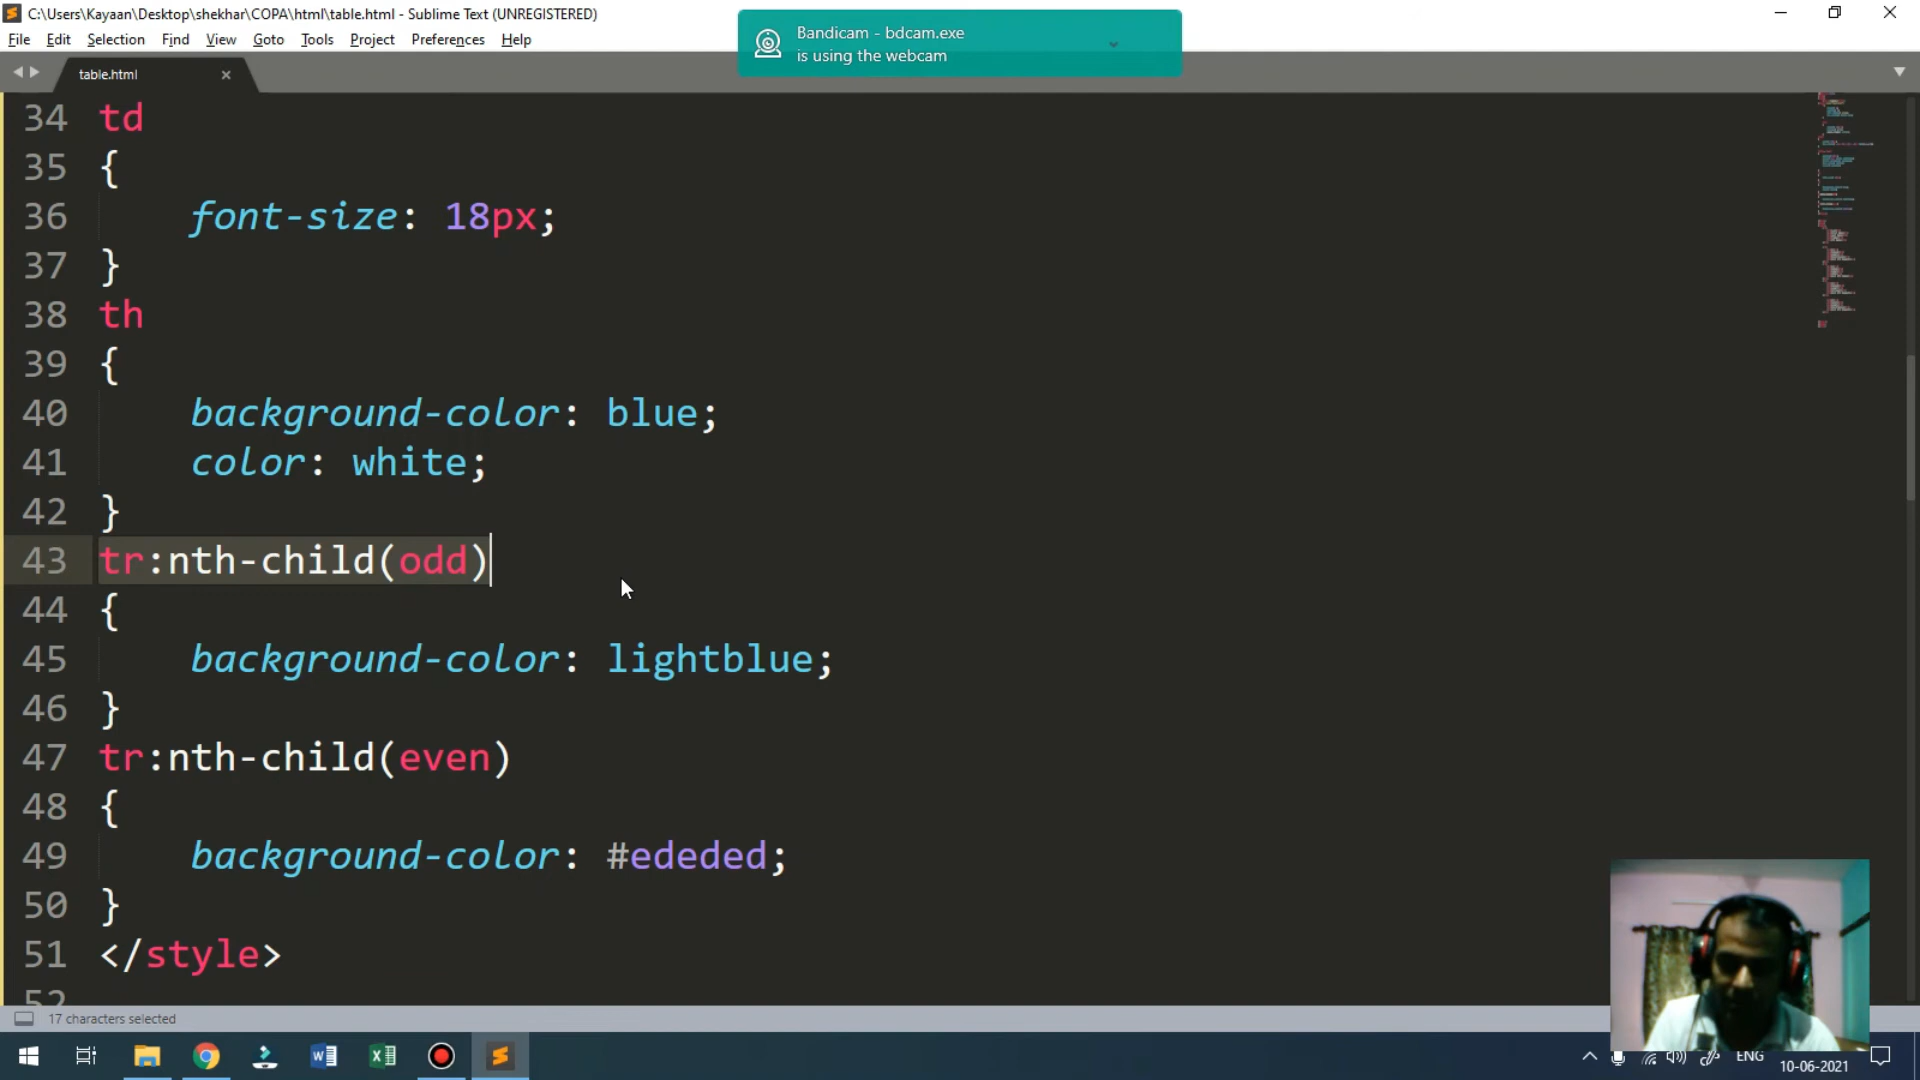 C:\Users\Kayaan\Desktop\shekhar\COPA\html\table.html - Sublime Text (UNREGISTERED)
File Edit Selection Find View Goto Tools Project Preferences Help
Bandicam - bdcam.exe
is using the webcam
table.html
34 td
35 {
36 font-size: 18px;
37 }
38 th
39 {
40 background-color: blue;
41 color: white;
42 }
43 tr:nth-child(odd)
44 {
45 background-color: lightblue;
46 }
47 tr:nth-child(even)
48 {
49 background-color: #ededed;
50 }
51 </style>
52
17 characters selected
ENG
10-06-2021